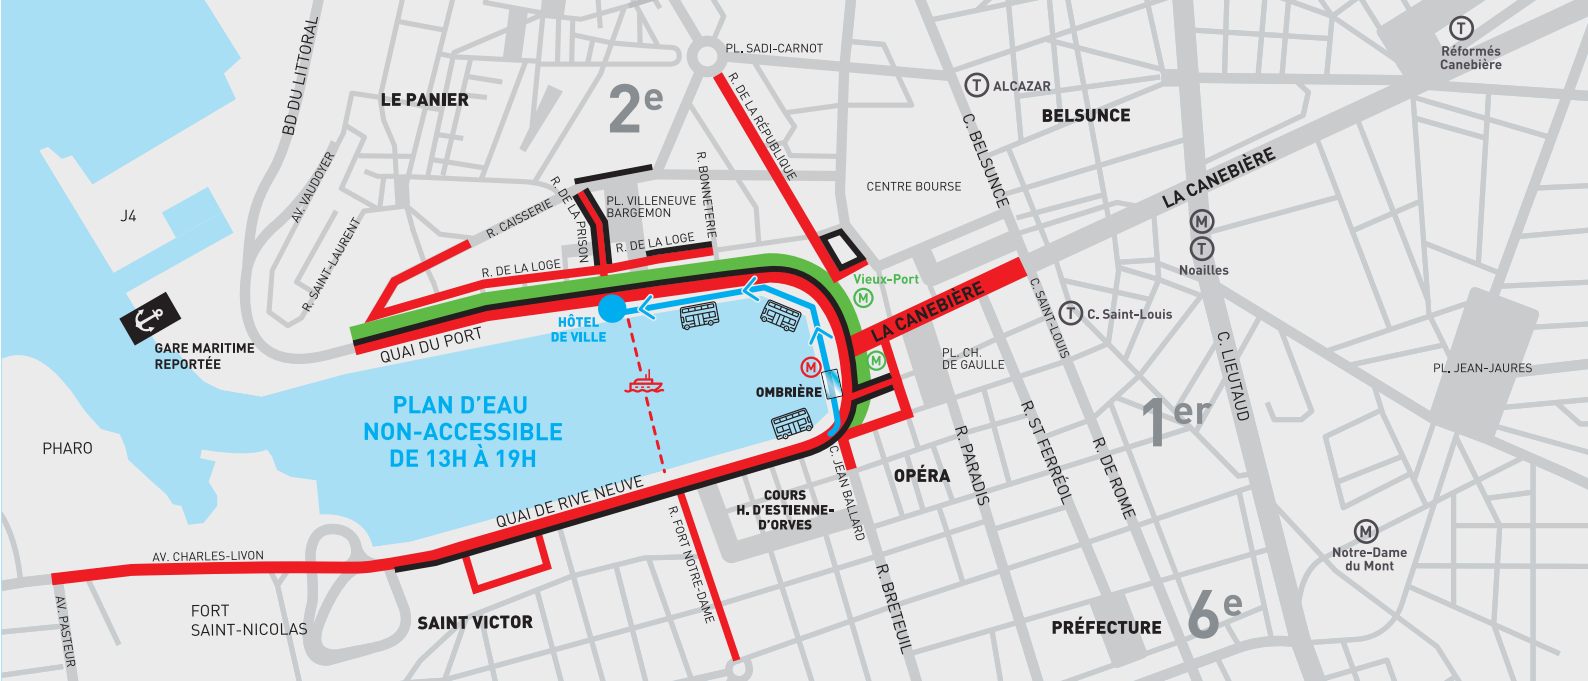 PL. SADI-CARNOT
T
Réformés
Canebière
BD DU LITTORAL
LE PANIER
2e
R. DE LA RÉPUBLIQUE
T ALCAZAR
BELSUNCE
C. BELSUNCE
AV. VAUDOYER
R. BONNETERIE
CENTRE BOURSE
LA CANEBIÈRE
J4
R. CAISSERIE
R. DE LA PRISON
PL. VILLENEUVE
BARGEMON
M
T
Noailles
R. SAINT-LAURENT
R. DE LA LOGE
R. DE LA LOGE
Vieux-Port
M
C. SAINT-LOUIS
T C. Saint-Louis
LA CANEBIÈRE
HÔTEL
DE VILLE
GARE MARITIME
REPORTÉE
QUAI DU PORT
M
M
PL. CH.
DE GAULLE
C. LIEUTAUD
PL. JEAN-JAURES
OMBRIÈRE
PLAN D'EAU
NON-ACCESSIBLE
DE 13H À 19H
1er
PHARO
R. PARADIS
R. ST FERRÉOL
R. DE ROME
OPÉRA
C. JEAN BALLARD
QUAI DE RIVE NEUVE
COURS
H. D'ESTIENNE-
D'ORVES
R. FORT NOTRE-DAME
M
Notre-Dame
du Mont
AV. CHARLES-LIVON
AV. PASTEUR
FORT
SAINT-NICOLAS
SAINT VICTOR
R. BRETEUIL
PRÉFECTURE
6e